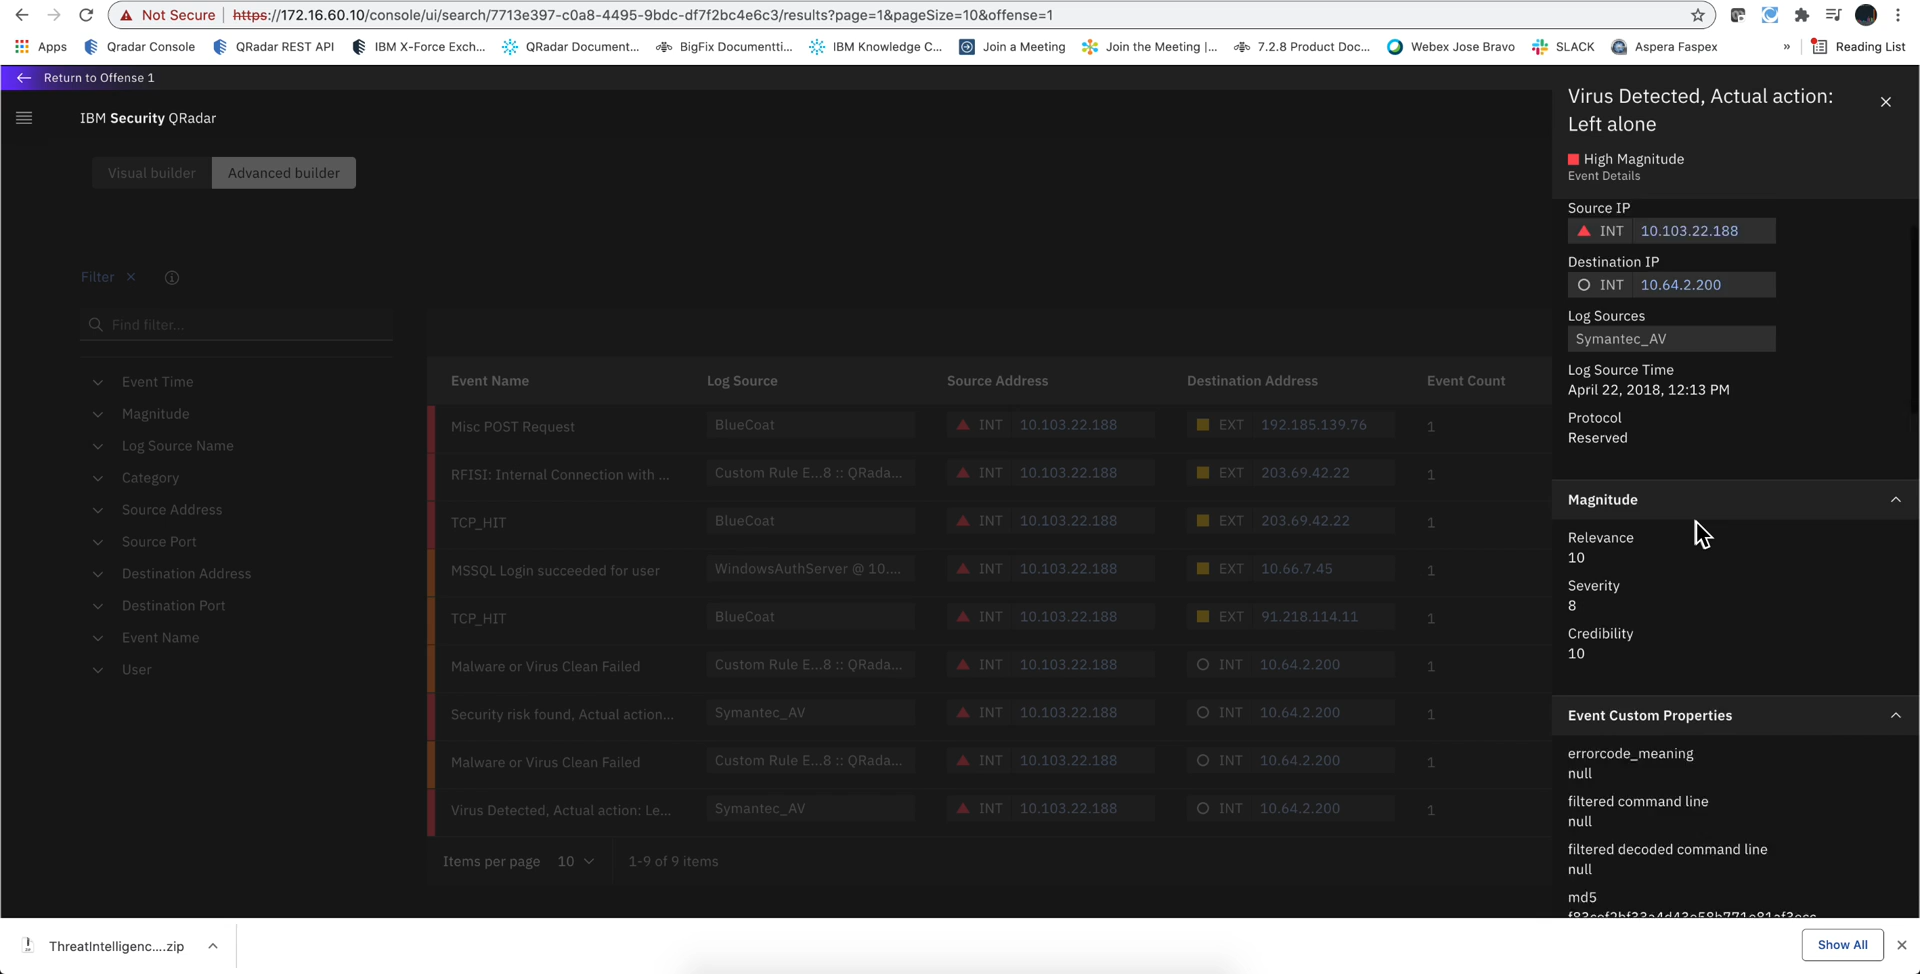 Not Secure
https://172.16.60.10/console/ui/search/7713e397-c0a8-4495-9bdc-df7f2bc4e6c3/results?page=1&pageSize=10&offense=1
Apps
Qradar Console
QRadar REST API
IBM X-Force Exch...
QRadar Document...
BigFix Documentti...
IBM Knowledge C...
Join a Meeting
Join the Meeting |...
7.2.8 Product Doc...
Webex Jose Bravo
SLACK
Aspera Faspex
»
Reading List
Return to Offense 1
IBM Security QRadar
Visual builder
Advanced builder
Filter
Find filter...
Event Time
Magnitude
Log Source Name
Category
Source Address
Source Port
Destination Address
Destination Port
Event Name
User
Event Name Log Source Source Address Destination Address Event Count
Misc POST Request BlueCoat INT 10.103.22.188 EXT 192.185.139.76 1
RFISI: Internal Connection with ... Custom Rule E...8 :: QRada... INT 10.103.22.188 EXT 203.69.42.22 1
TCP_HIT BlueCoat INT 10.103.22.188 EXT 203.69.42.22 1
MSSQL Login succeeded for user WindowsAuthServer @ 10.... INT 10.103.22.188 EXT 10.66.7.45 1
TCP_HIT BlueCoat INT 10.103.22.188 EXT 91.218.114.11 1
Malware or Virus Clean Failed Custom Rule E...8 :: QRada... INT 10.103.22.188 INT 10.64.2.200 1
Security risk found, Actual action... Symantec_AV INT 10.103.22.188 INT 10.64.2.200 1
Malware or Virus Clean Failed Custom Rule E...8 :: QRada... INT 10.103.22.188 INT 10.64.2.200 1
Virus Detected, Actual action: Le... Symantec_AV INT 10.103.22.188 INT 10.64.2.200 1
Items per page 10 1-9 of 9 items
Virus Detected, Actual action:
Left alone
High Magnitude
Event Details
Source IP
INT 10.103.22.188
Destination IP
INT 10.64.2.200
Log Sources
Symantec_AV
Log Source Time
April 22, 2018, 12:13 PM
Protocol
Reserved
Magnitude
Relevance
10
Severity
8
Credibility
10
Event Custom Properties
errorcode_meaning
null
filtered command line
null
filtered decoded command line
null
md5
ThreatIntelligenc....zip
Show All